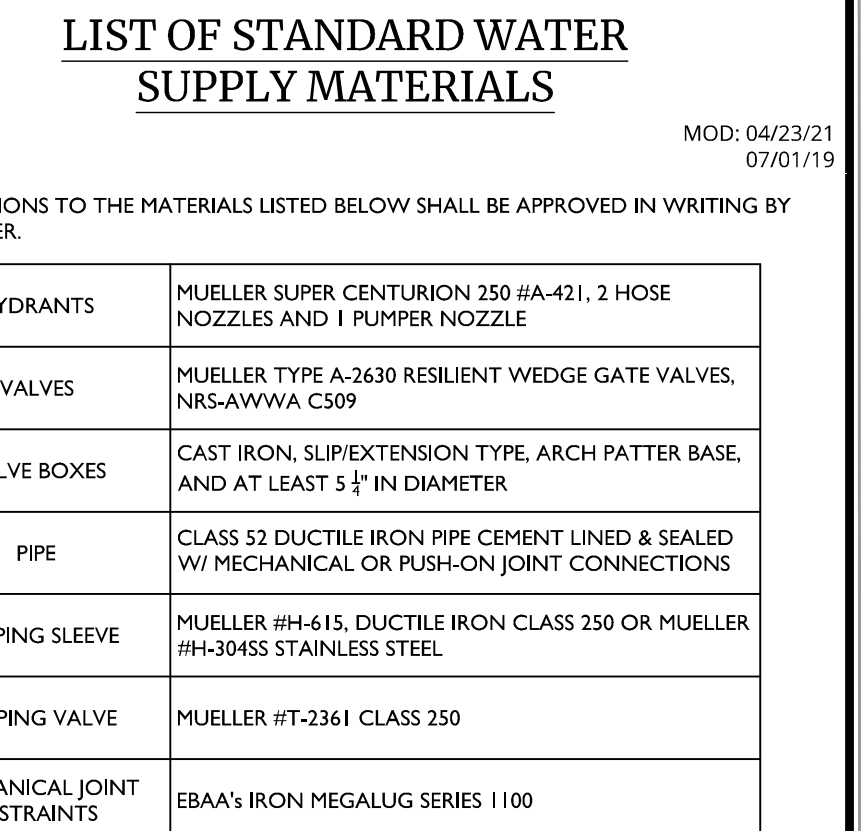 LIST OF STANDARD WATER
SUPPLY MATERIALS
MOD: 04/23/21
07/01/19
IONS TO THE MATERIALS LISTED BELOW SHALL BE APPROVED IN WRITING BY
ER.
YDRANTS
MUELLER SUPER CENTURION 250 #A-421, 2 HOSE
NOZZLES AND 1 PUMPER NOZZLE
VALVES
MUELLER TYPE A-2630 RESILIENT WEDGE GATE VALVES,
NRS-AWWA C509
LVE BOXES
CAST IRON, SLIP/EXTENSION TYPE, ARCH PATTER BASE,
AND AT LEAST 5 1/4" IN DIAMETER
PIPE
CLASS 52 DUCTILE IRON PIPE CEMENT LINED & SEALED
W/ MECHANICAL OR PUSH-ON JOINT CONNECTIONS
PING SLEEVE
MUELLER #H-615, DUCTILE IRON CLASS 250 OR MUELLER
#H-304SS STAINLESS STEEL
PING VALVE
MUELLER #T-2361 CLASS 250
ANICAL JOINT
STRAINTS
EBAA's IRON MEGALUG SERIES 1100